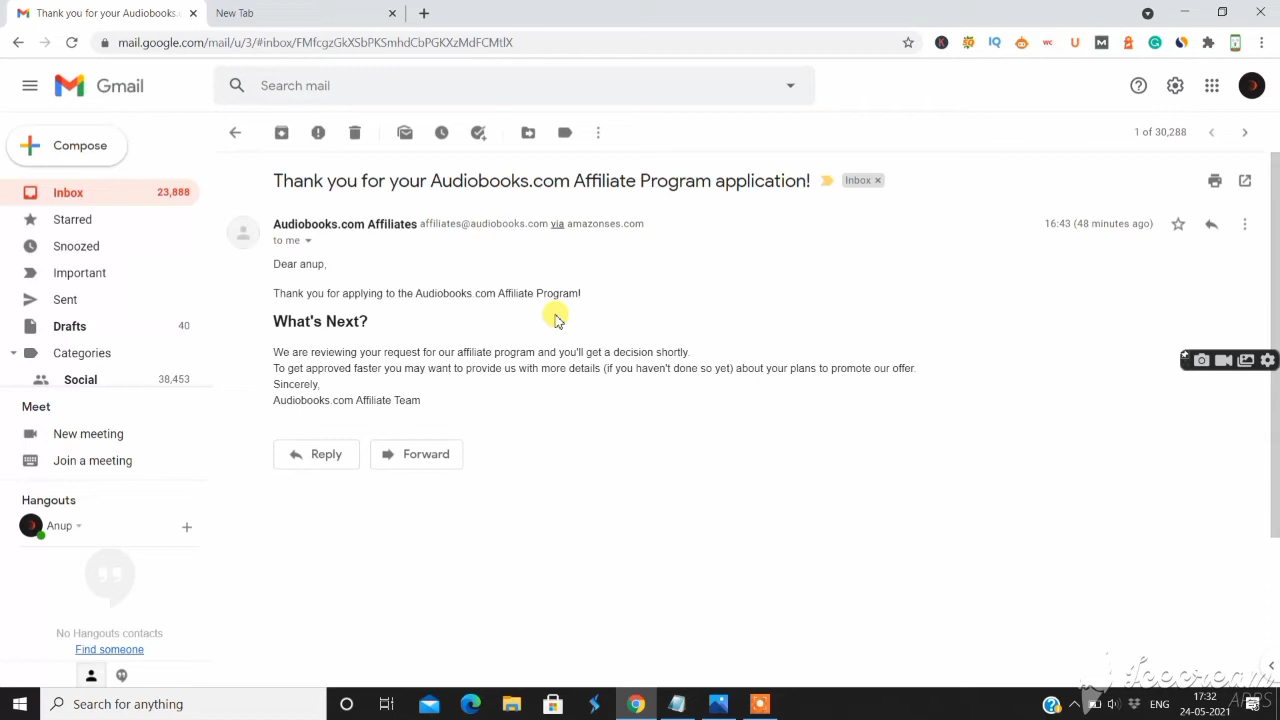 Thank you for your Audiobooks.c
New Tab
mail.google.com/mail/u/3/#inbox/FMfcgzGkXSbPKSmhdCbPGKXzMdFCMtlX
Gmail
Search mail
Compose
1 of 30,288
Inbox 23,888
Starred
Snoozed
Important
Sent
Drafts 40
Categories
Social 38,453
Meet
New meeting
Join a meeting
Hangouts
Anup
No Hangouts contacts
Find someone
Thank you for your Audiobooks.com Affiliate Program application!
Inbox
Audiobooks.com Affiliates affiliates@audiobooks.com via amazonses.com
16:43 (48 minutes ago)
to me
Dear anup,
Thank you for applying to the Audiobooks.com Affiliate Program!
What's Next?
We are reviewing your request for our affiliate program and you'll get a decision shortly.
To get approved faster you may want to provide us with more details (if you haven't done so yet) about your plans to promote our offer.
Sincerely,
Audiobooks.com Affiliate Team
Reply
Forward
Icecream
APPS
Search for anything
ENG
17:32
24-05-2021